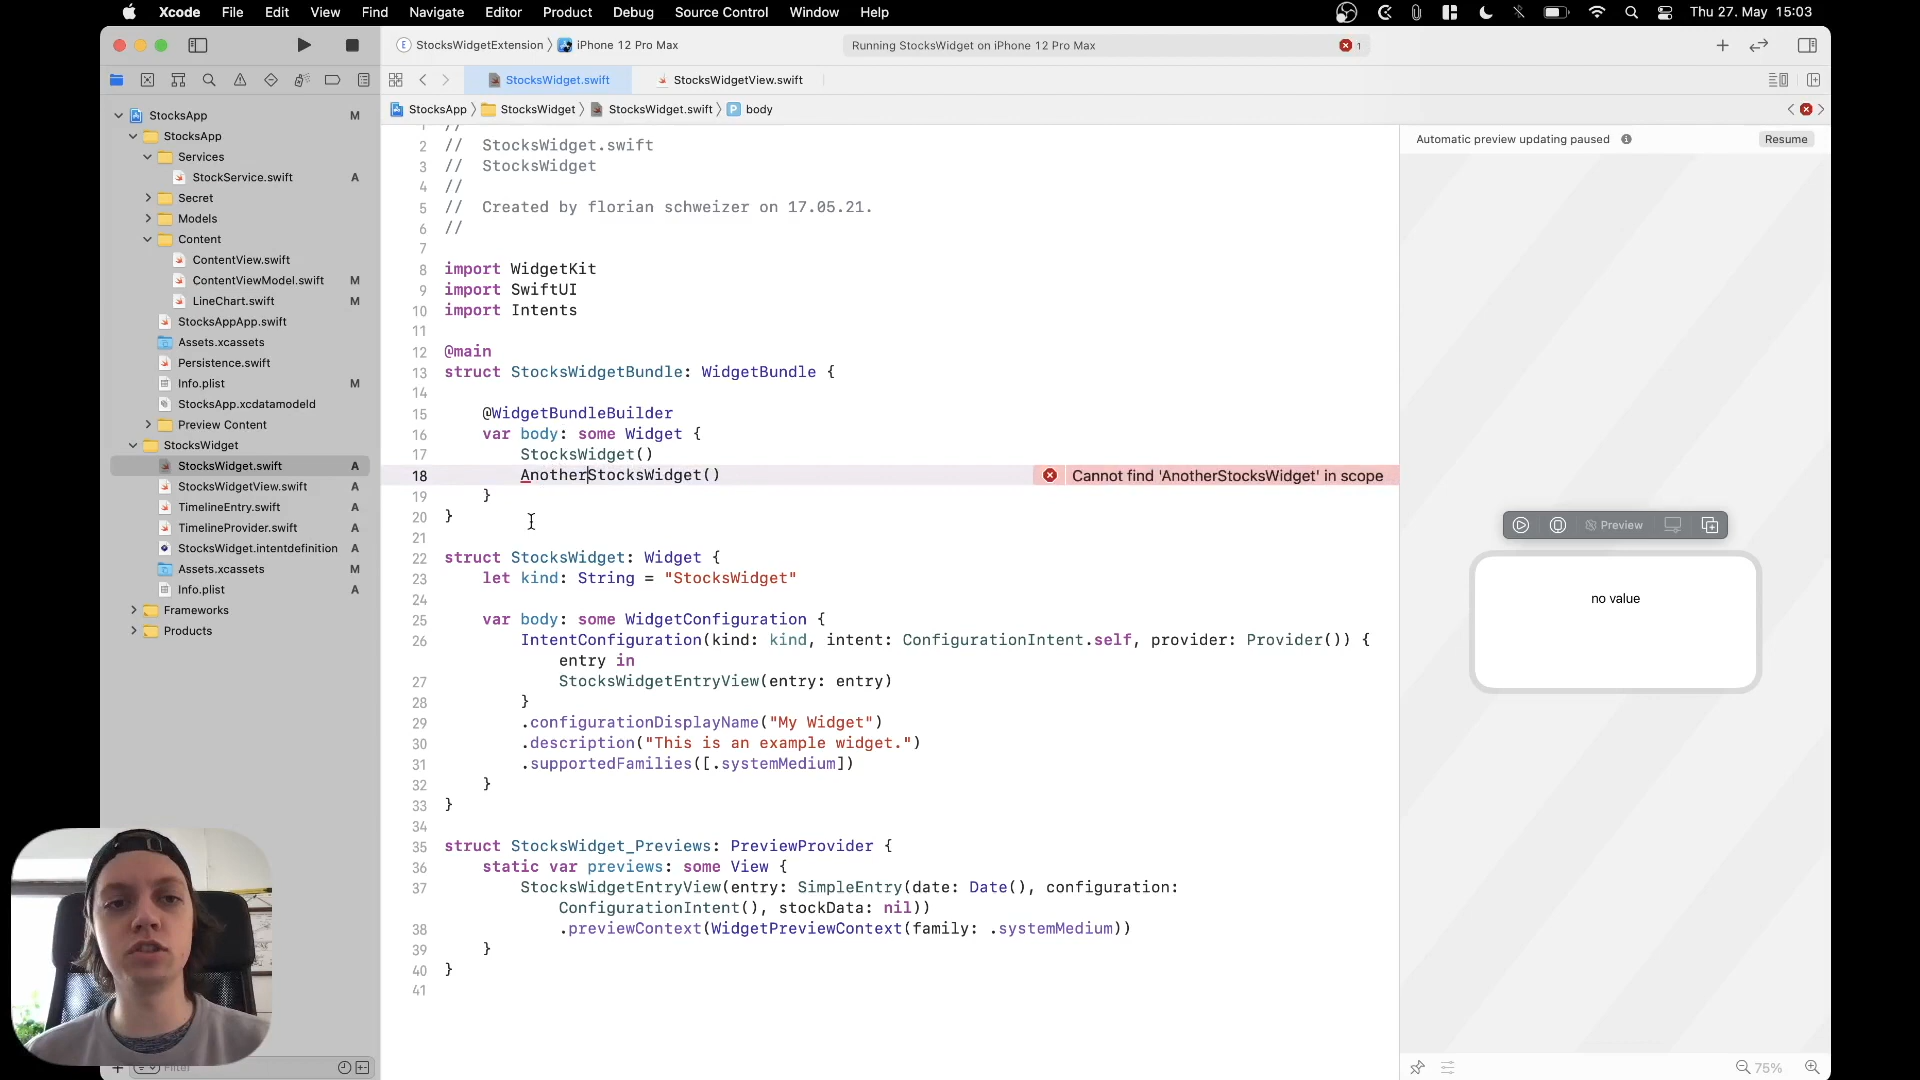 Xcode File Edit View Find Navigate Editor Product Debug Source Control Window Help Thu 27. May 15:03
StocksWidgetExtension iPhone 12 Pro Max Running StocksWidget on iPhone 12 Pro Max 1
StocksWidget.swift StocksWidgetView.swift
StocksApp StocksWidget StocksWidget.swift P body
StocksApp M
StocksApp
Services
StockService.swift A
Secret
Models
Content
ContentView.swift
ContentViewModel.swift M
LineChart.swift M
StocksAppApp.swift
Assets.xcassets
Persistence.swift
Info.plist M
StocksApp.xcdatamodeld
Preview Content
StocksWidget
StocksWidget.swift A
StocksWidgetView.swift A
TimelineEntry.swift A
TimelineProvider.swift A
StocksWidget.intentdefinition A
Assets.xcassets M
Info.plist A
Frameworks
Products
Filter
1 //
2 // StocksWidget.swift
3 // StocksWidget
4 //
5 // Created by florian schweizer on 17.05.21.
6 //
7
8 import WidgetKit
9 import SwiftUI
10 import Intents
11
12 @main
13 struct StocksWidgetBundle: WidgetBundle {
14
15 @WidgetBundleBuilder
16 var body: some Widget {
17 StocksWidget()
18 AnotherStocksWidget() Cannot find 'AnotherStocksWidget' in scope
19 }
20 }
21
22 struct StocksWidget: Widget {
23 let kind: String = "StocksWidget"
24
25 var body: some WidgetConfiguration {
26 IntentConfiguration(kind: kind, intent: ConfigurationIntent.self, provider: Provider()) {
entry in
27 StocksWidgetEntryView(entry: entry)
28 }
29 .configurationDisplayName("My Widget")
30 .description("This is an example widget.")
31 .supportedFamilies([.systemMedium])
32 }
33 }
34
35 struct StocksWidget_Previews: PreviewProvider {
36 static var previews: some View {
37 StocksWidgetEntryView(entry: SimpleEntry(date: Date(), configuration:
ConfigurationIntent(), stockData: nil))
38 .previewContext(WidgetPreviewContext(family: .systemMedium))
39 }
40 }
41
Automatic preview updating paused Resume
Preview
no value
75%